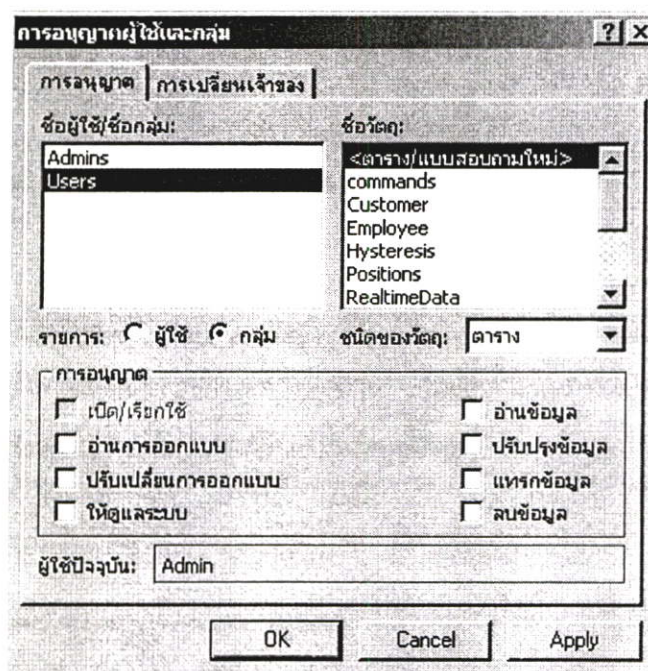 การอนุญาตผู้ใช้และกลุ่ม
การอนุญาต การเปลี่ยนเจ้าของ
ชื่อผู้ใช้/ชื่อกลุ่ม: ชื่อวัตถุ:
Admins <ตาราง/แบบสอบถามใหม่>
Users commands
Customer
Employee
Hysteresis
Positions
RealtimeData
รายการ: ผู้ใช้ กลุ่ม ชนิดของวัตถุ: ตาราง
การอนุญาต
เปิด/เรียกใช้ อ่านข้อมูล
อ่านการออกแบบ ปรับปรุงข้อมูล
ปรับเปลี่ยนการออกแบบ แทรกข้อมูล
ให้ดูแลระบบ ลบข้อมูล
ผู้ใช้ปัจจุบัน: Admin
OK Cancel Apply